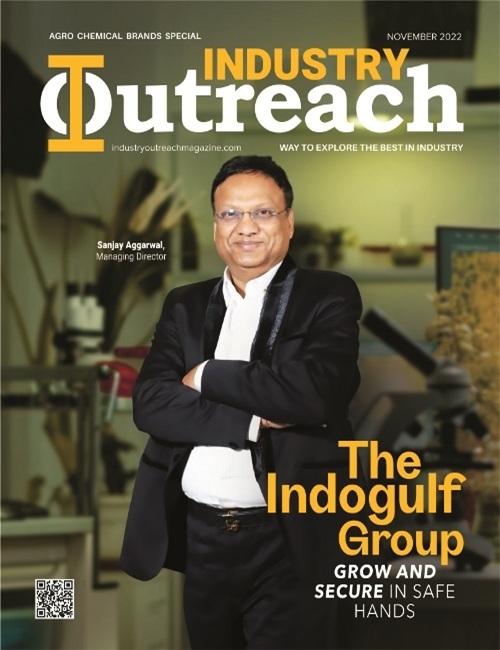 AGRO CHEMICAL BRANDS SPECIAL
NOVEMBER 2022
INDUSTRY
Outreach
industryoutreachmagazine.com
WAY TO EXPLORE THE BEST IN INDUSTRY
Sanjay Aggarwal,
Managing Director
The
Indogulf
Group
GROW AND
SECURE IN SAFE
HANDS